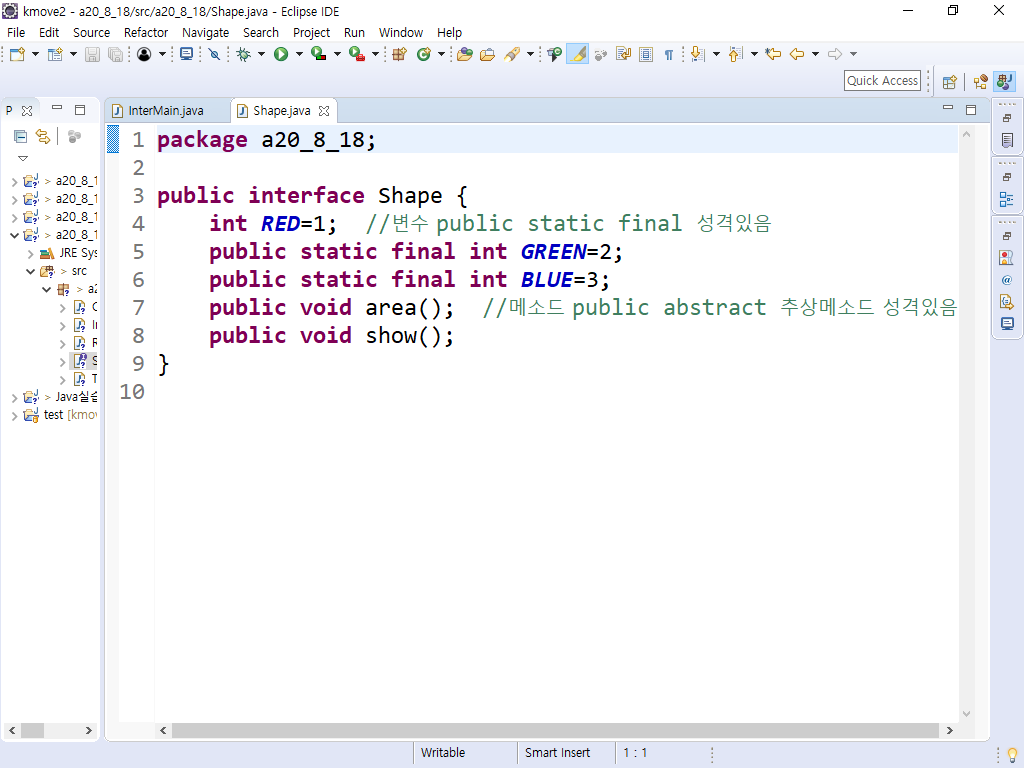 kmove2 - a20_8_18/src/a20_8_18/Shape.java - Eclipse IDE
File Edit Source Refactor Navigate Search Project Run Window Help
Quick Access
P
InterMain.java
Shape.java
1 package a20_8_18;
2
3 public interface Shape {
4 int RED=1; //변수 public static final 성격있음
5 public static final int GREEN=2;
6 public static final int BLUE=3;
7 public void area(); //메소드 public abstract 추상메소드 성격있음
8 public void show();
9 }
10
> a20_8_1
> a20_8_1
> a20_8_1
> a20_8_1
JRE Sys
> src
> a2
> Java실습
test [kmov
Writable
Smart Insert
1 : 1